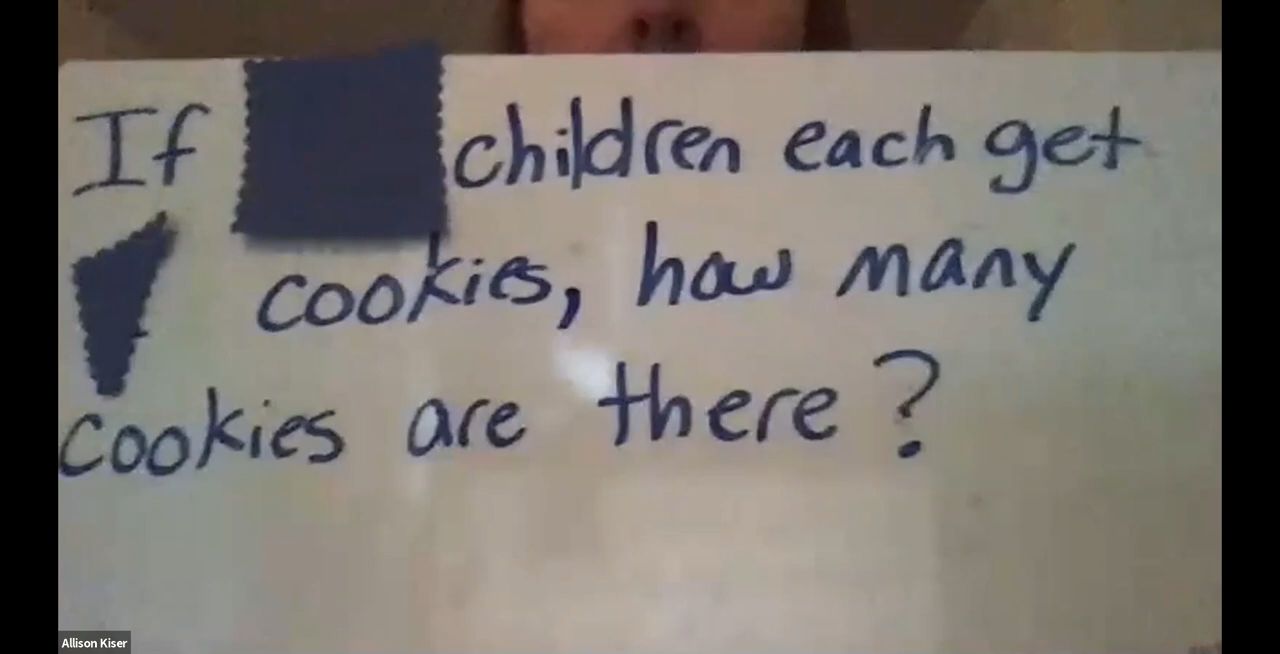 If children each get
cookies, how many
cookies are there?
Allison Kiser